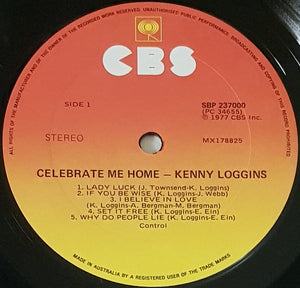 ALL RIGHTS OF THE MANUFACTURER AND OF THE OWNER OF THE RECORDED WORK RESERVED. UNAUTHORISED PUBLIC PERFORMANCE, BROADCASTING AND COPYING OF THIS RECORD PROHIBITED
CBS
SIDE 1
SBP 237000
(PC 34655)
℗ 1977 CBS Inc.
STEREO
MX178825
CELEBRATE ME HOME – KENNY LOGGINS
1. LADY LUCK (J. Townsend-K. Loggins)
2. IF YOU BE WISE (K. Loggins-J. Webb)
3. I BELIEVE IN LOVE
(K. Loggins-A. Bergman-M. Bergman)
4. SET IT FREE (K. Loggins-E. Ein)
5. WHY DO PEOPLE LIE (K. Loggins-E. Ein)
Control
MADE IN AUSTRALIA BY A REGISTERED USER OF THE TRADE MARKS